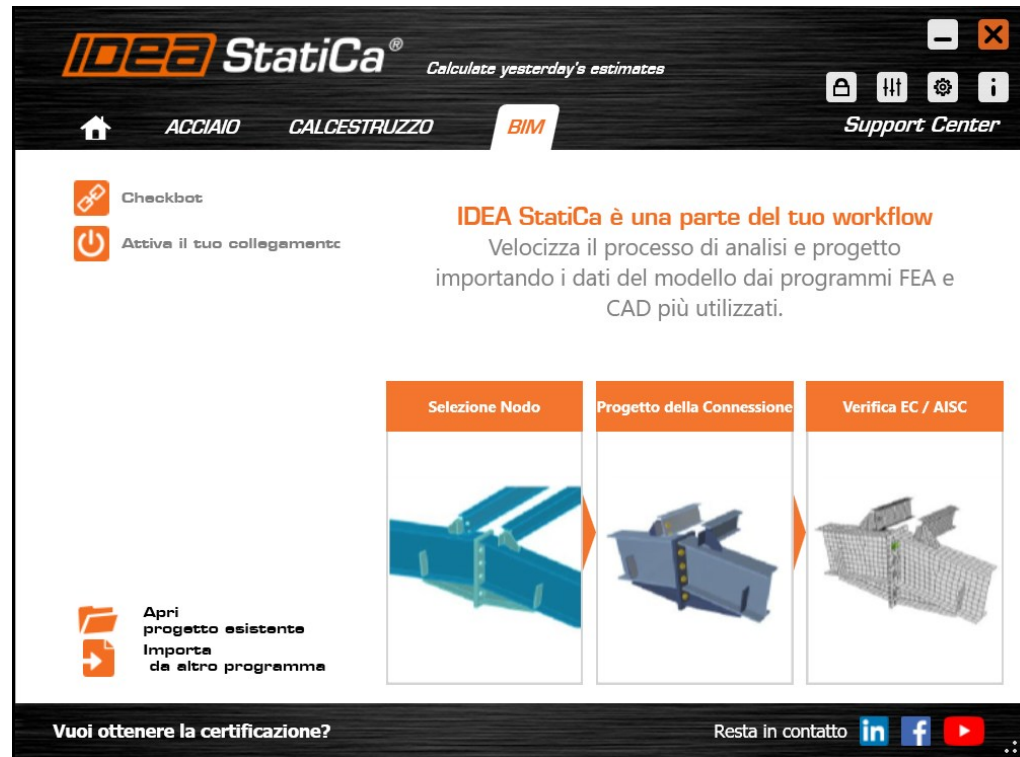 IDEA StatiCa®
Calculate yesterday's estimates
ACCIAIO
CALCESTRUZZO
BIM
Support Center
Checkbot
Attiva il tuo collegamento
IDEA StatiCa è una parte del tuo workflow
Velocizza il processo di analisi e progetto
importando i dati del modello dai programmi FEA e
CAD più utilizzati.
Selezione Nodo
Progetto della Connessione
Verifica EC / AISC
Apri
progetto esistente
Importa
da altro programma
Vuoi ottenere la certificazione?
Resta in contatto